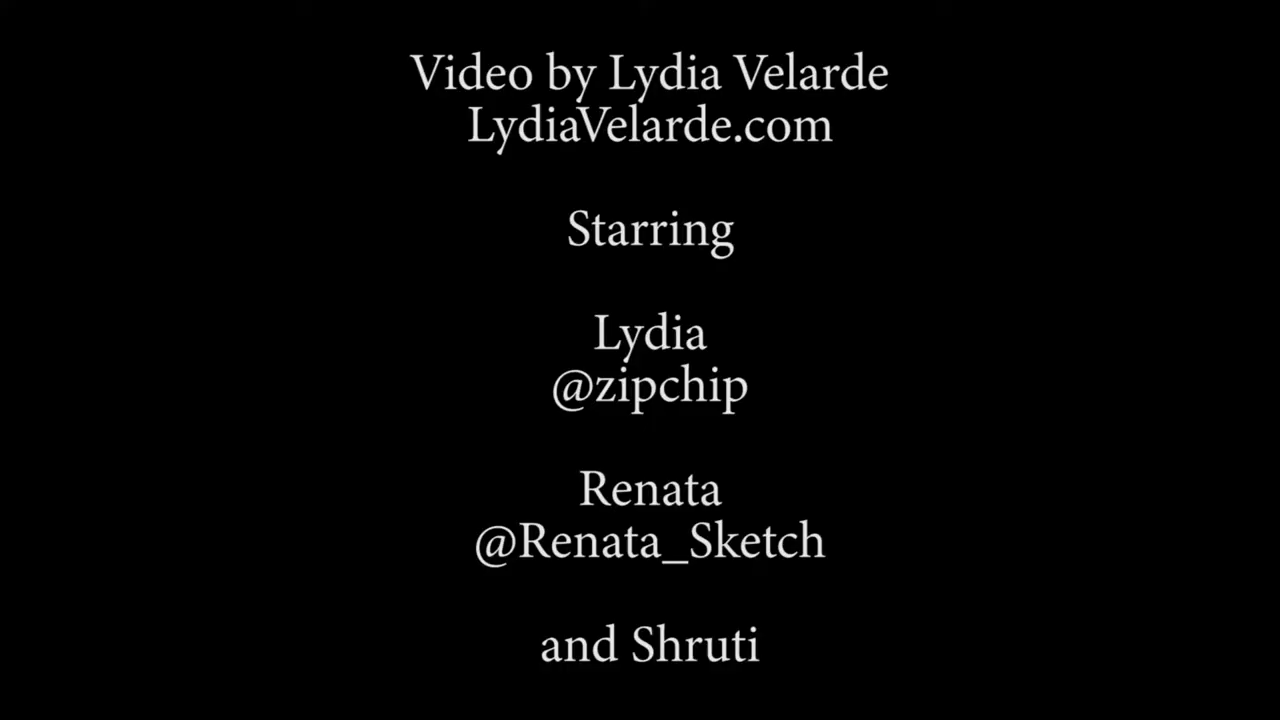 Video by Lydia Velarde
LydiaVelarde.com
Starring
Lydia
@zipchip
Renata
@Renata_Sketch
and Shruti